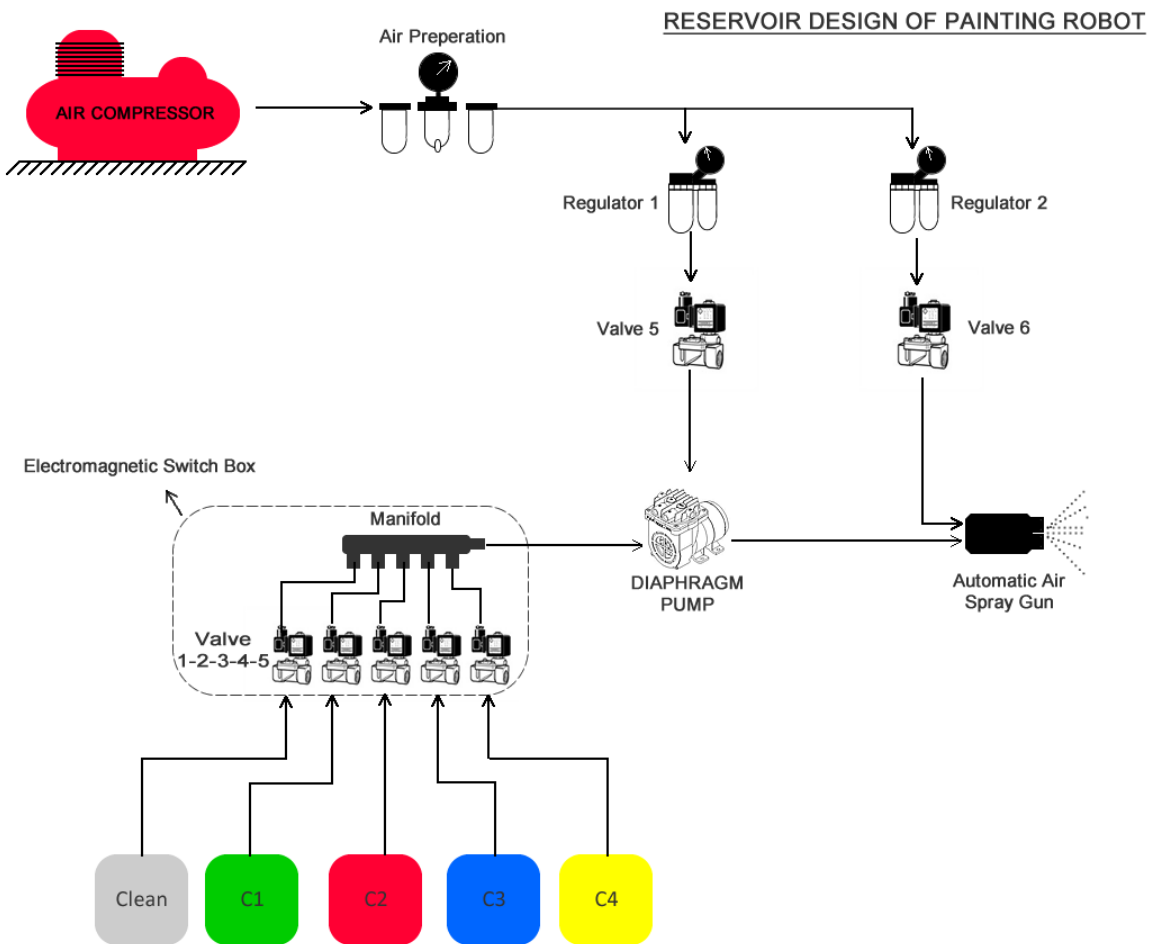 RESERVOIR DESIGN OF PAINTING ROBOT
Air Preperation
AIR COMPRESSOR
Regulator 1
Regulator 2
Valve 5
Valve 6
Electromagnetic Switch Box
Manifold
DIAPHRAGM
PUMP
Automatic Air
Spray Gun
Valve
1-2-3-4-5
Clean
C1
C2
C3
C4